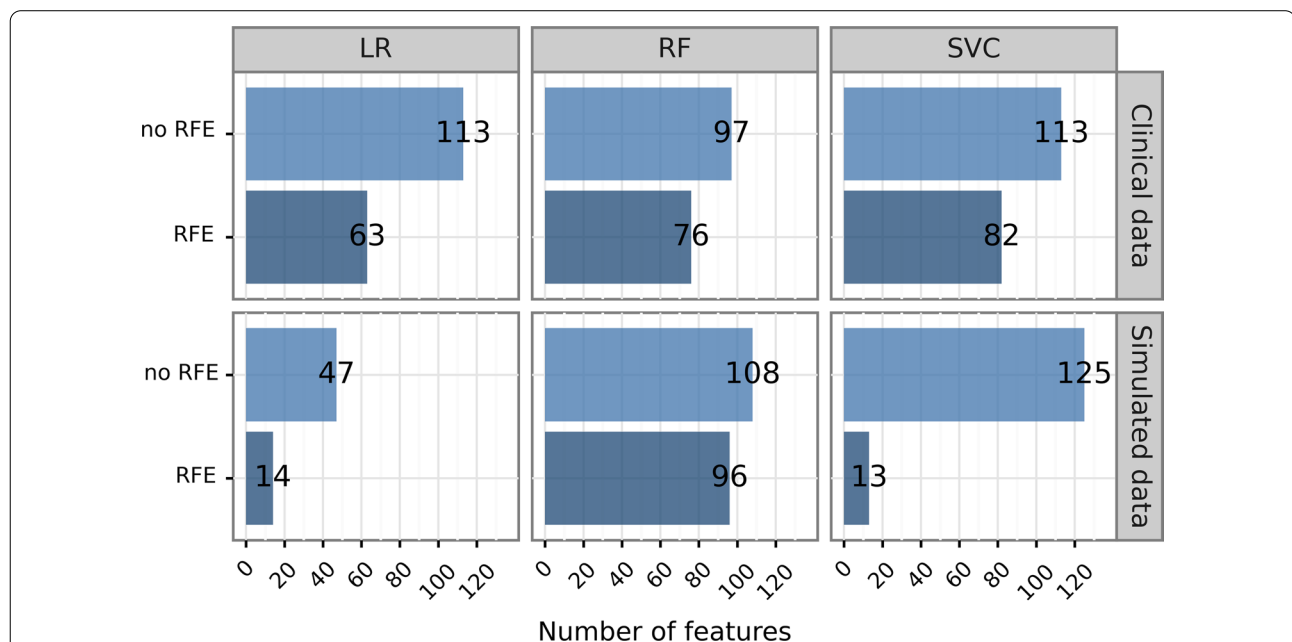 LR RF SVC
no RFE 113 97 113
RFE 63 76 82
Clinical data
no RFE 47 108 125
RFE 14 96 13
Simulated data
0 20 40 60 80 100 120 0 20 40 60 80 100 120 0 20 40 60 80 100 120
Number of features